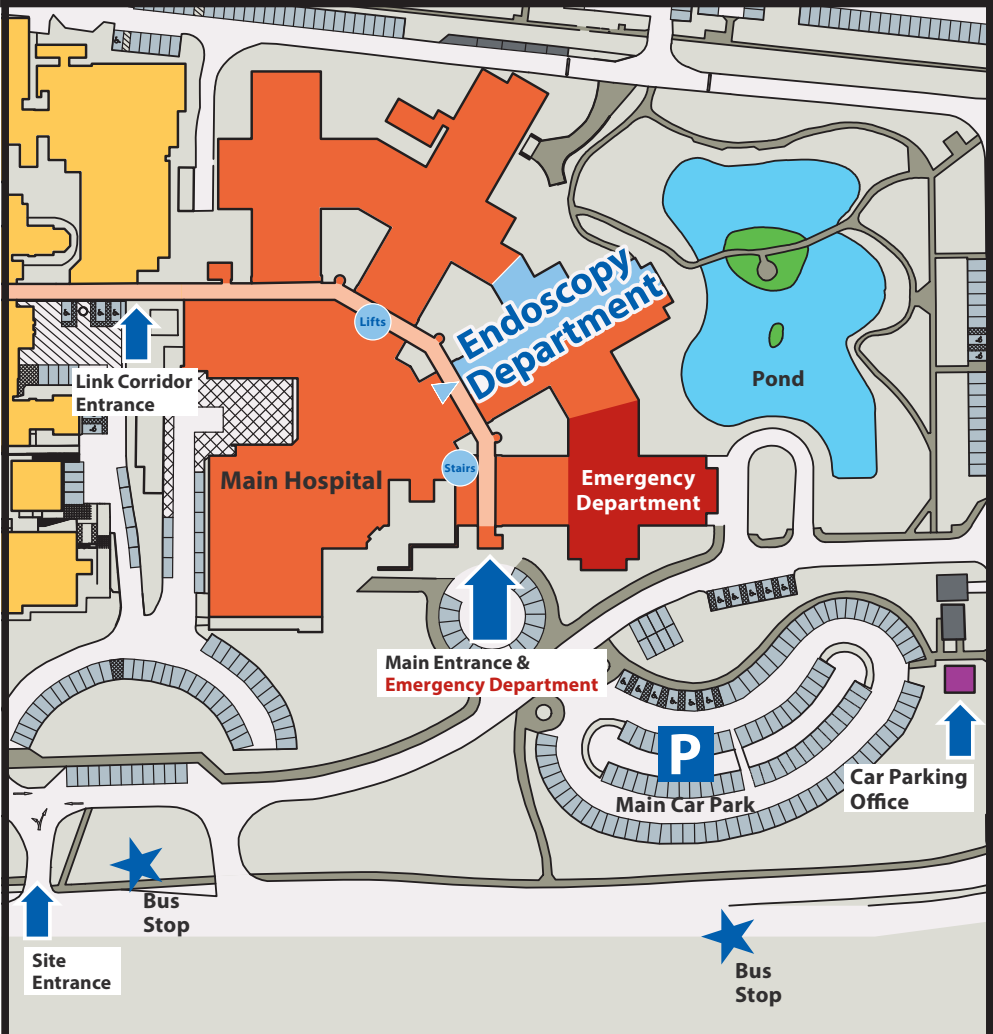 Endoscopy
Department
Lifts
Link Corridor
Entrance
Pond
Main Hospital
Stairs
Emergency
Department
Main Entrance &
Emergency Department
P
Main Car Park
Car Parking
Office
Bus
Stop
Site
Entrance
Bus
Stop